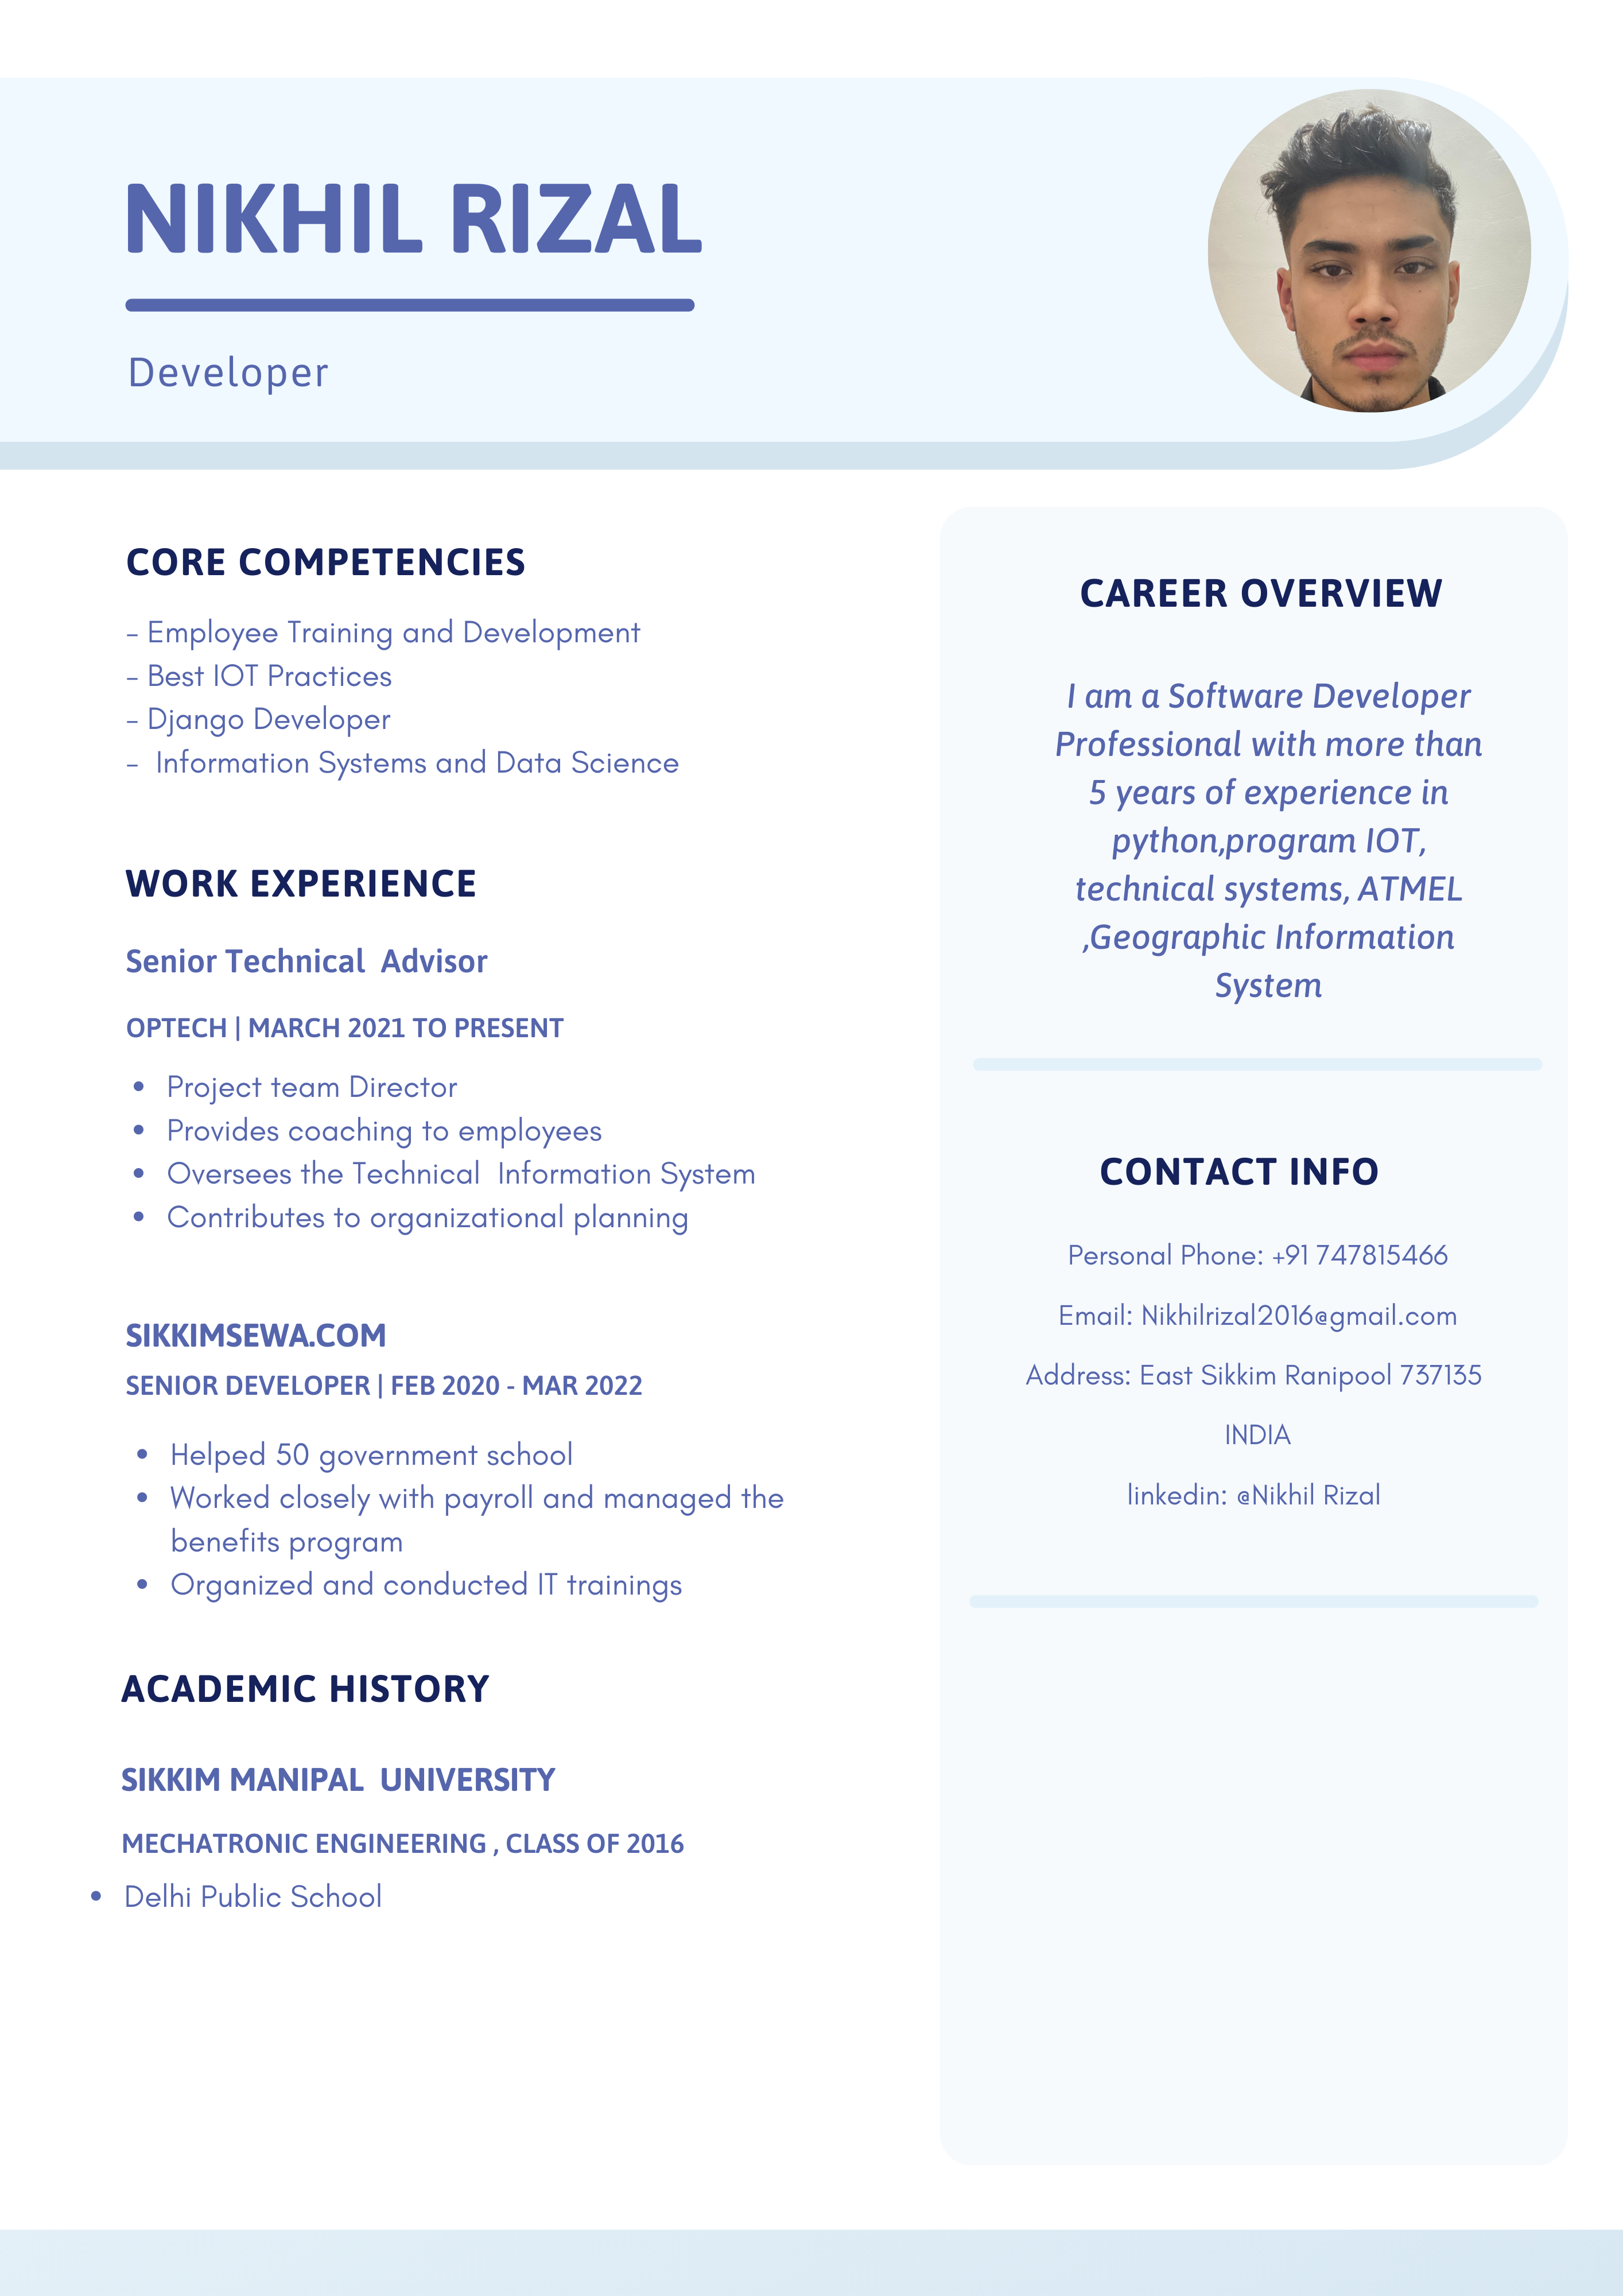 NIKHIL RIZAL
Developer
CORE COMPETENCIES
- Employee Training and Development
- Best IOT Practices
- Django Developer
- Information Systems and Data Science
WORK EXPERIENCE
Senior Technical Advisor
OPTECH | MARCH 2021 TO PRESENT
• Project team Director
• Provides coaching to employees
• Oversees the Technical Information System
• Contributes to organizational planning
SIKKIMSEWA.COM
SENIOR DEVELOPER | FEB 2020 - MAR 2022
• Helped 50 government school
• Worked closely with payroll and managed the
benefits program
• Organized and conducted IT trainings
ACADEMIC HISTORY
SIKKIM MANIPAL UNIVERSITY
MECHATRONIC ENGINEERING , CLASS OF 2016
• Delhi Public School
CAREER OVERVIEW
I am a Software Developer
Professional with more than
5 years of experience in
python,program IOT,
technical systems, ATMEL
,Geographic Information
System
CONTACT INFO
Personal Phone: +91 747815466
Email: Nikhilrizal2016@gmail.com
Address: East Sikkim Ranipool 737135
INDIA
linkedin: @Nikhil Rizal